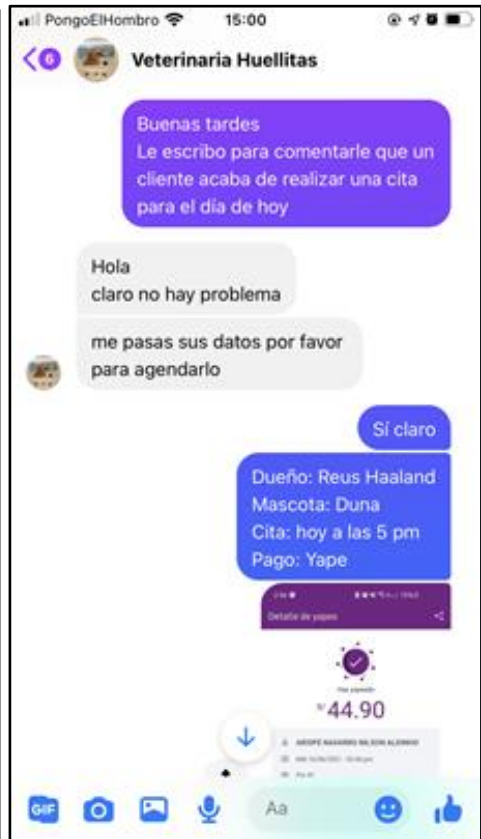 PongoElHombro 15:00
6 Veterinaria Huellitas
Buenas tardes
Le escribo para comentarle que un
cliente acaba de realizar una cita
para el día de hoy
Hola
claro no hay problema
me pasas sus datos por favor
para agendarlo
Sí claro
Dueño: Reus Haaland
Mascota: Duna
Cita: hoy a las 5 pm
Pago: Yape
Detalle de yapeo
44.90
GIF Aa